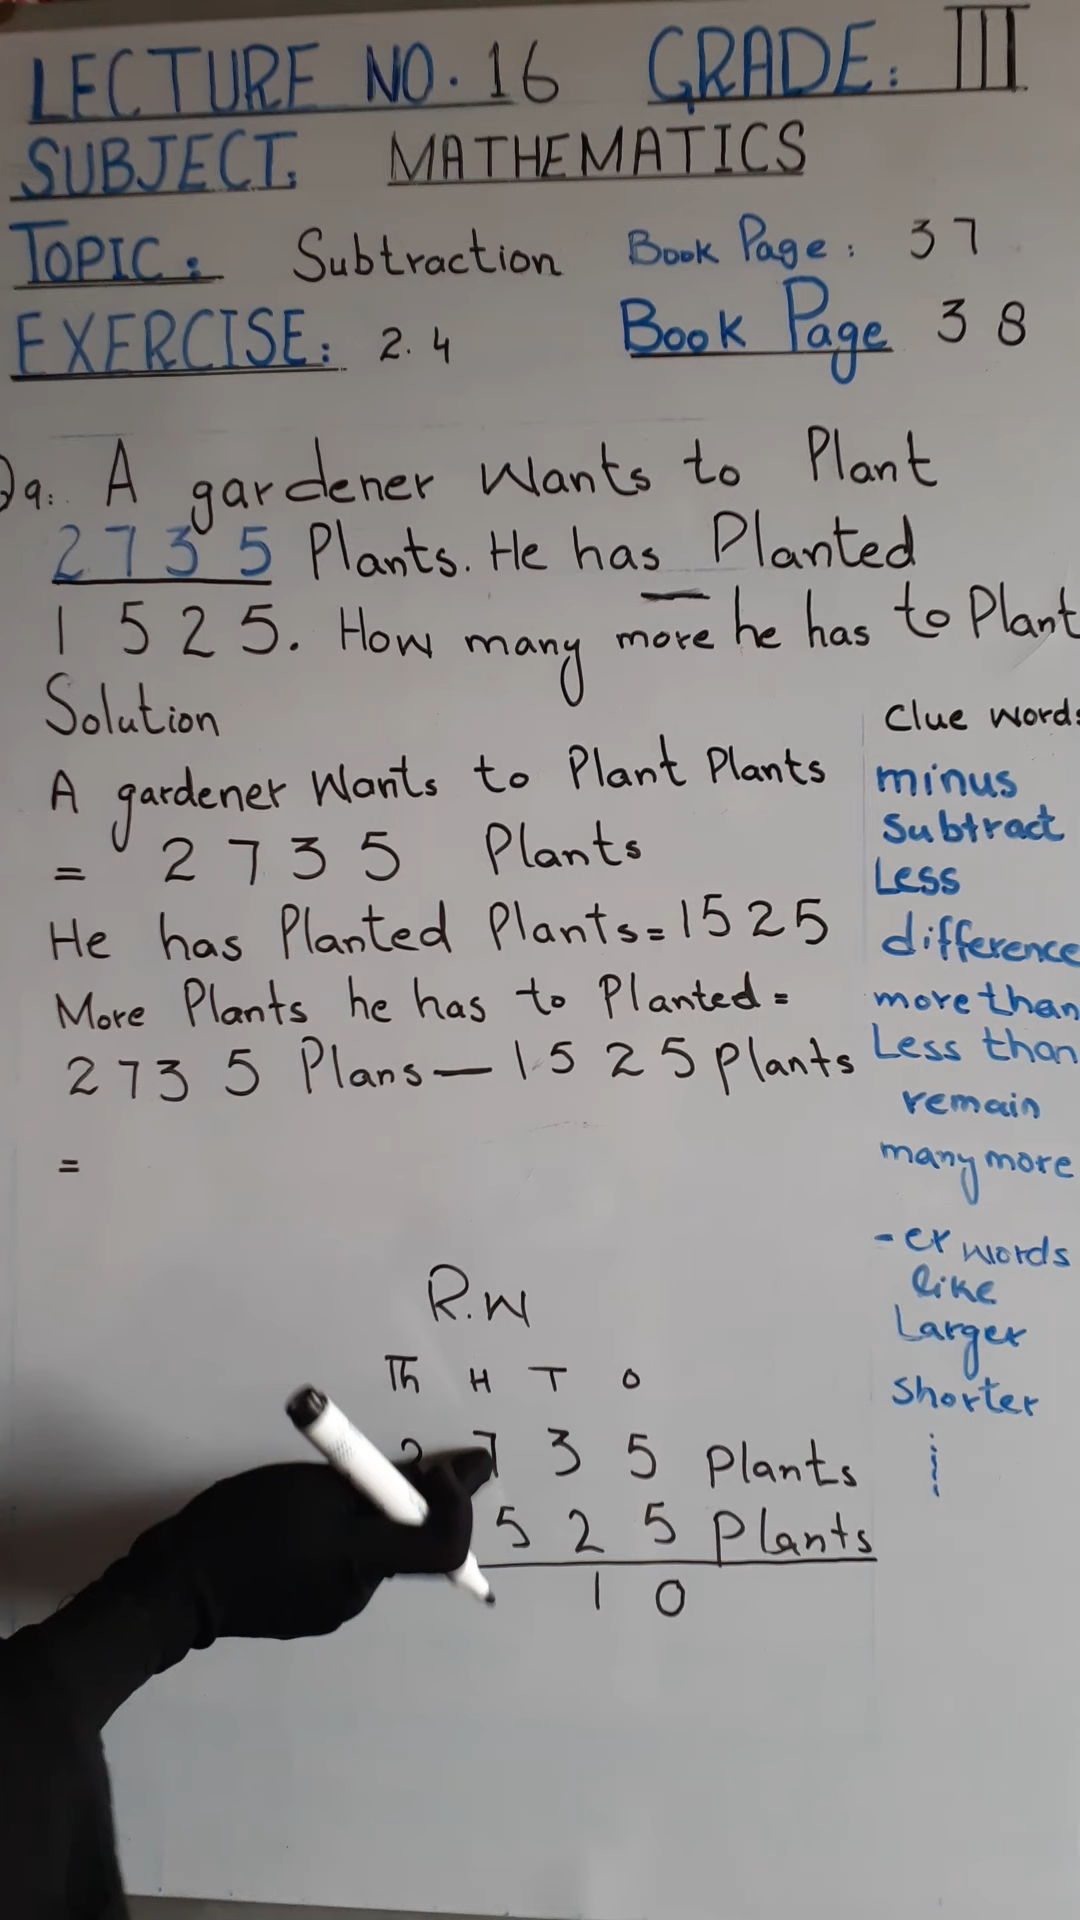 LECTURE NO. 16 GRADE: III
SUBJECT: MATHEMATICS
TOPIC: Subtraction Book Page: 37
EXERCISE: 2.4 Book Page 38
Q9: A gardener Wants to Plant
2735 Plants. He has Planted
1525. How many more he has to Plant
Solution
A gardener Wants to Plant Plants
= 2735 Plants
He has Planted Plants = 1525
More Plants he has to Planted =
2735 Plans — 1525 plants
=
Clue words
minus
Subtract
Less
difference
more than
Less than
remain
many more
-er words
like
Larger
Shorter
R.W
Th H T O
2 7 3 5 Plants
5 2 5 Plants
1 0